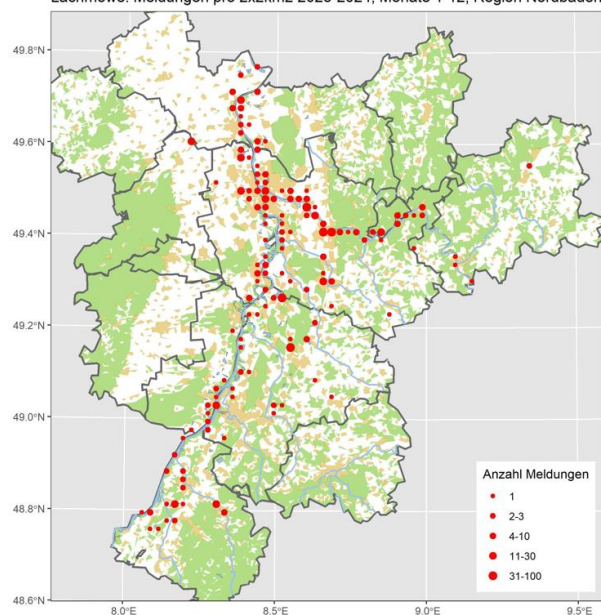 Lachmöwe: Meldungen pro 2x2km2 2023-2024, Monate 1-12, Region Nordbaden
49.8°N
49.6°N
49.4°N
49.2°N
49.0°N
48.8°N
48.6°N
Anzahl Meldungen
1
2-3
4-10
11-30
31-100
8.0°E
8.5°E
9.0°E
9.5°E